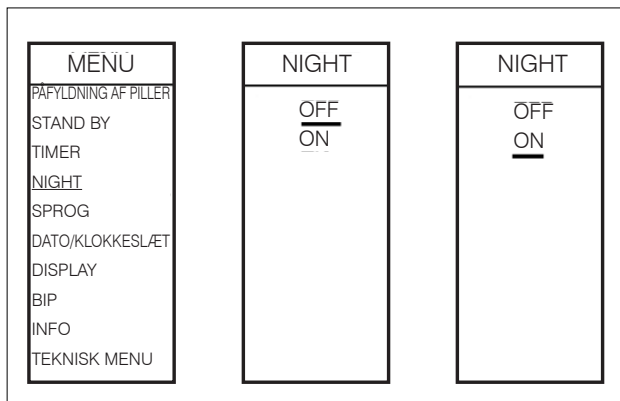 MENU
PÅFYLDNING AF PILLER
STAND BY
TIMER
NIGHT
SPROG
DATO/KLOKKESLÆT
DISPLAY
BIP
INFO
TEKNISK MENU
NIGHT
OFF
ON
NIGHT
OFF
ON